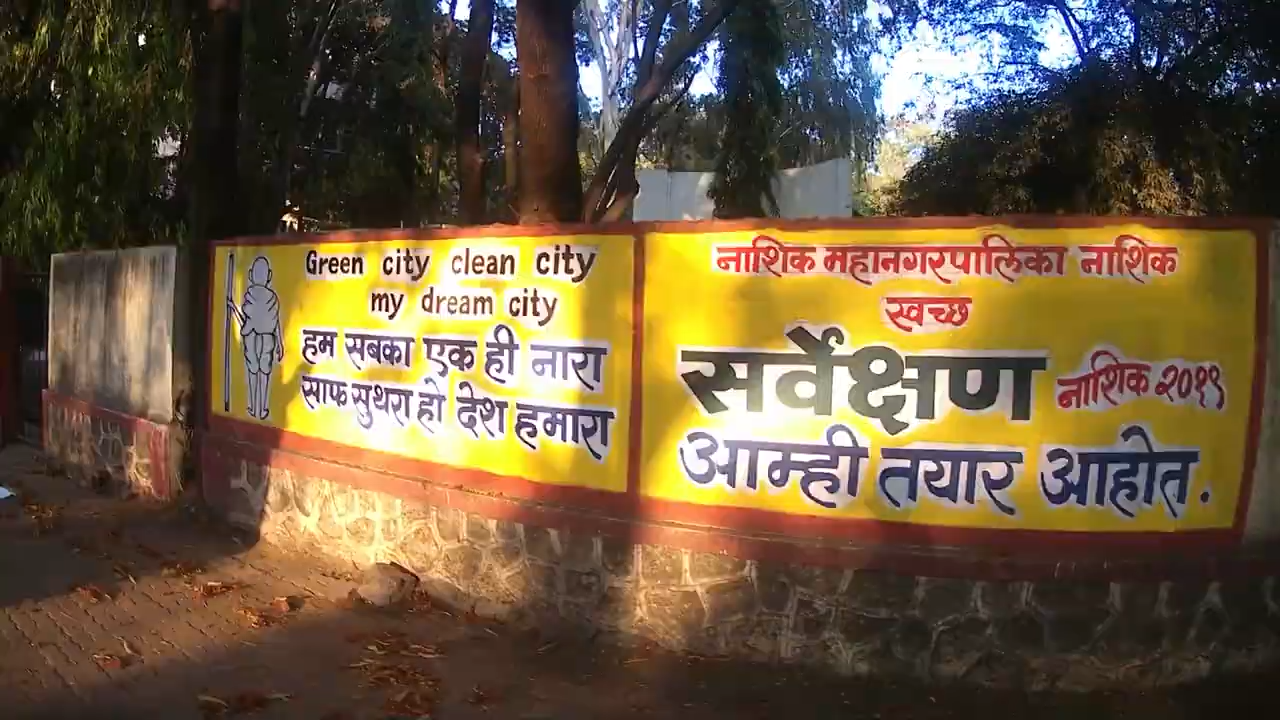 Green city clean city
my dream city
हम सबका एक ही नारा
साफ सुथरा हो देश हमारा
नाशिक महानगरपालिका नाशिक
स्वच्छ
सर्वेक्षण नाशिक २०१९
आम्ही तयार आहोत.